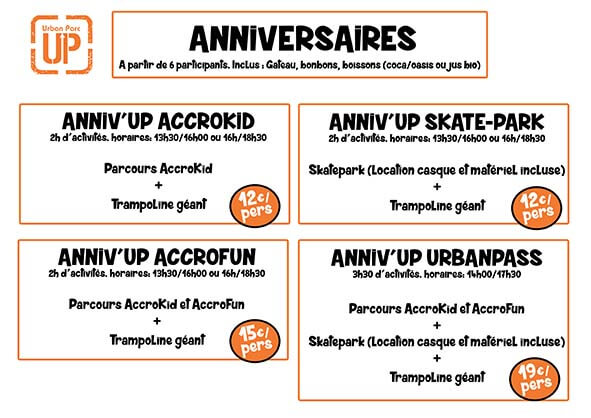 Urban Parc
UP
ANNIVERSAIRES
A partir de 6 participants. Inclus : Gateau, bonbons, boissons (coca/oasis ou jus bio)
ANNIV'UP ACCROKID
2h d'activités. horaires: 13h30/16h00 ou 16h/18h30
Parcours AccroKid
+
Trampoline géant
12€/
pers
ANNIV'UP SKATE-PARK
2h d'activités. horaires: 13h30/16h00 ou 16h/18h30
Skatepark (Location casque et matériel incluse)
+
Trampoline géant
12€/
pers
ANNIV'UP ACCROFUN
2h d'activités. horaires: 13h30/16h00 ou 16h/18h30
Parcours AccroKid et AccroFun
+
Trampoline géant
15€/
pers
ANNIV'UP URBANPASS
3h30 d'activités. horaires: 14h00/17h30
Parcours AccroKid et AccroFun
+
Skatepark (Location casque et matériel incluse)
+
Trampoline géant
19€/
pers